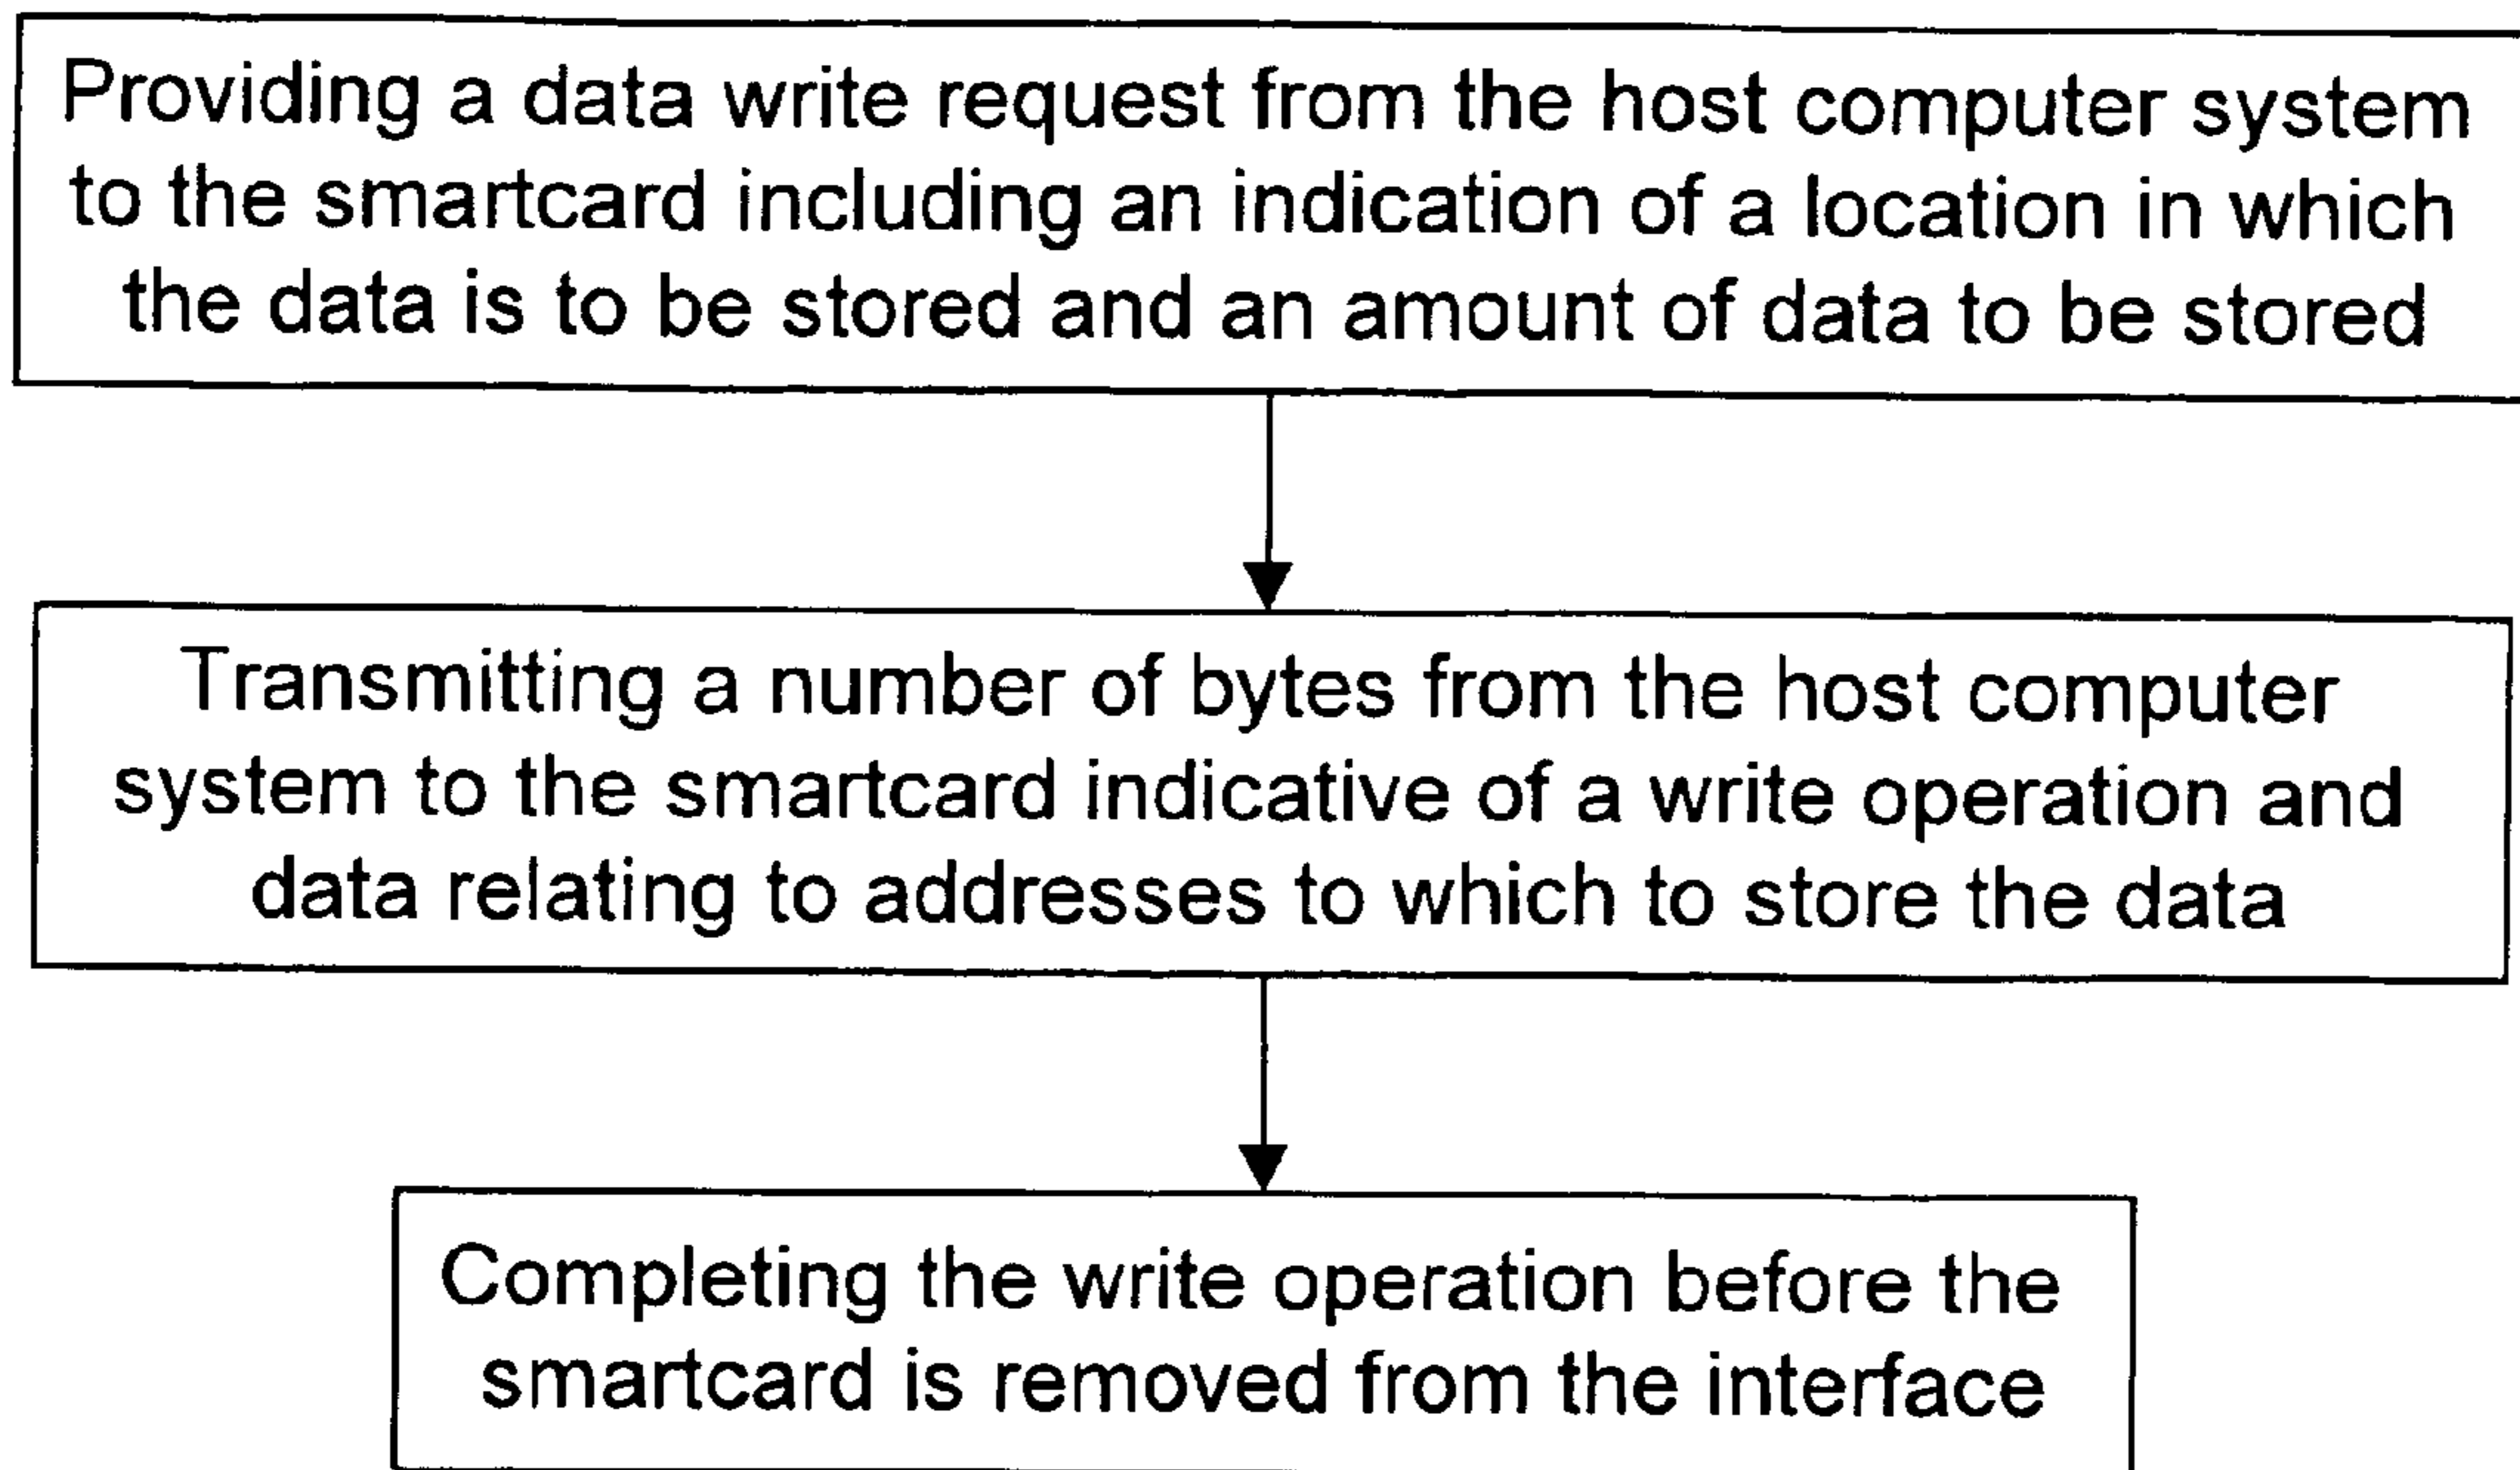 Providing a data write request from the host computer system
to the smartcard including an indication of a location in which
the data is to be stored and an amount of data to be stored
Transmitting a number of bytes from the host computer
system to the smartcard indicative of a write operation and
data relating to addresses to which to store the data
Completing the write operation before the
smartcard is removed from the interface